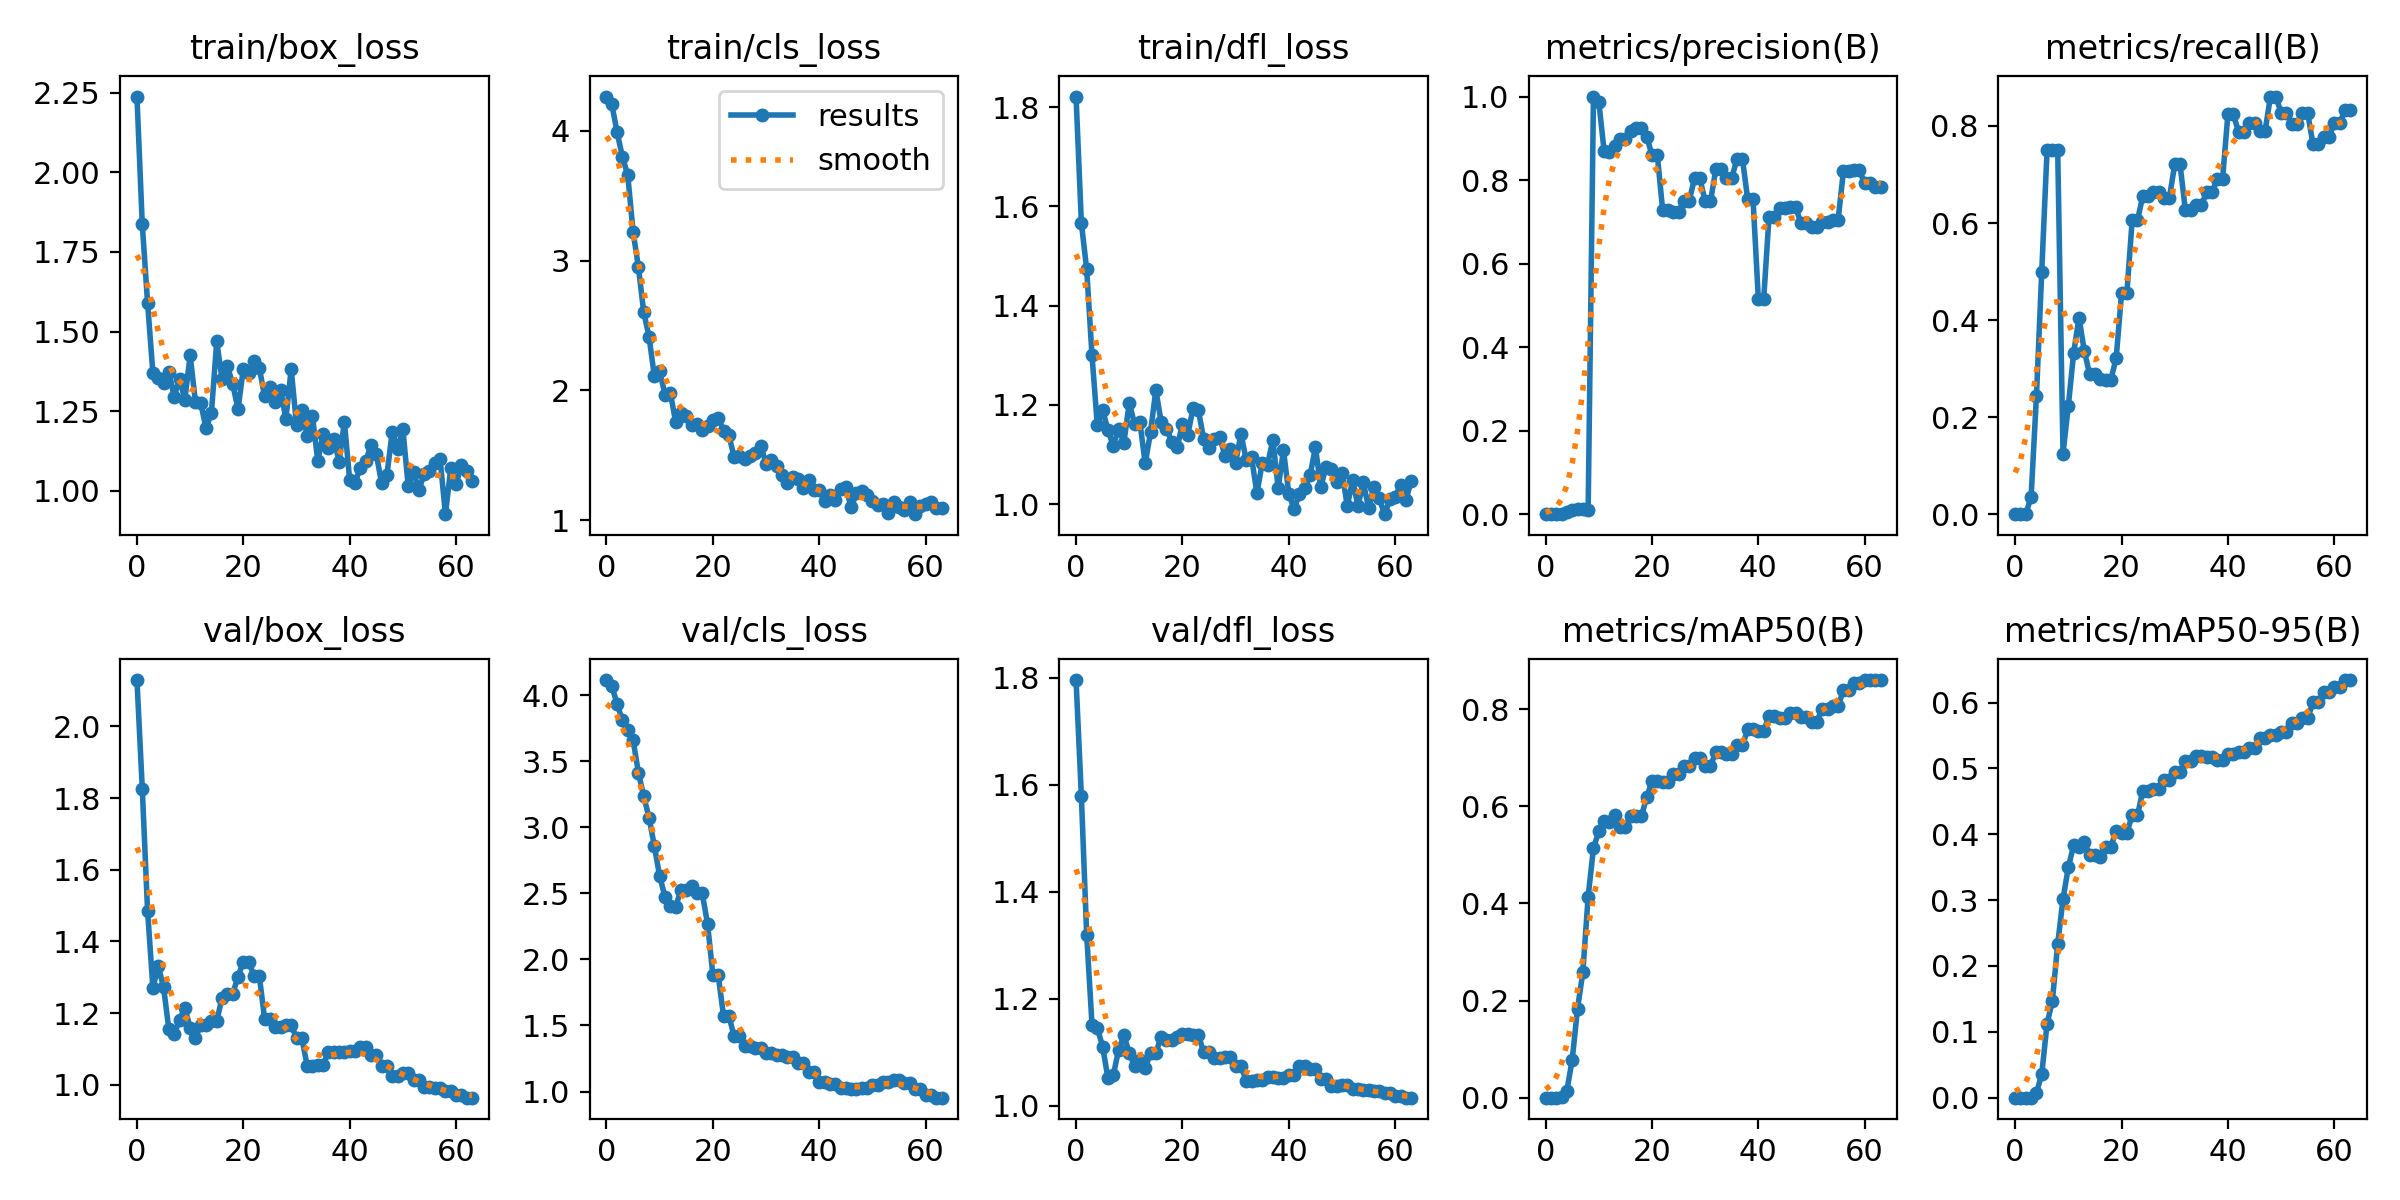 train/box_loss
2.25
2.00
1.75
1.50
1.25
1.00
0 20 40 60
train/cls_loss
results
smooth
4
3
2
1
0 20 40 60
train/dfl_loss
1.8
1.6
1.4
1.2
1.0
0 20 40 60
metrics/precision(B)
1.0
0.8
0.6
0.4
0.2
0.0
0 20 40 60
metrics/recall(B)
0.8
0.6
0.4
0.2
0.0
0 20 40 60
val/box_loss
2.0
1.8
1.6
1.4
1.2
1.0
0 20 40 60
val/cls_loss
4.0
3.5
3.0
2.5
2.0
1.5
1.0
0 20 40 60
val/dfl_loss
1.8
1.6
1.4
1.2
1.0
0 20 40 60
metrics/mAP50(B)
0.8
0.6
0.4
0.2
0.0
0 20 40 60
metrics/mAP50-95(B)
0.6
0.5
0.4
0.3
0.2
0.1
0.0
0 20 40 60